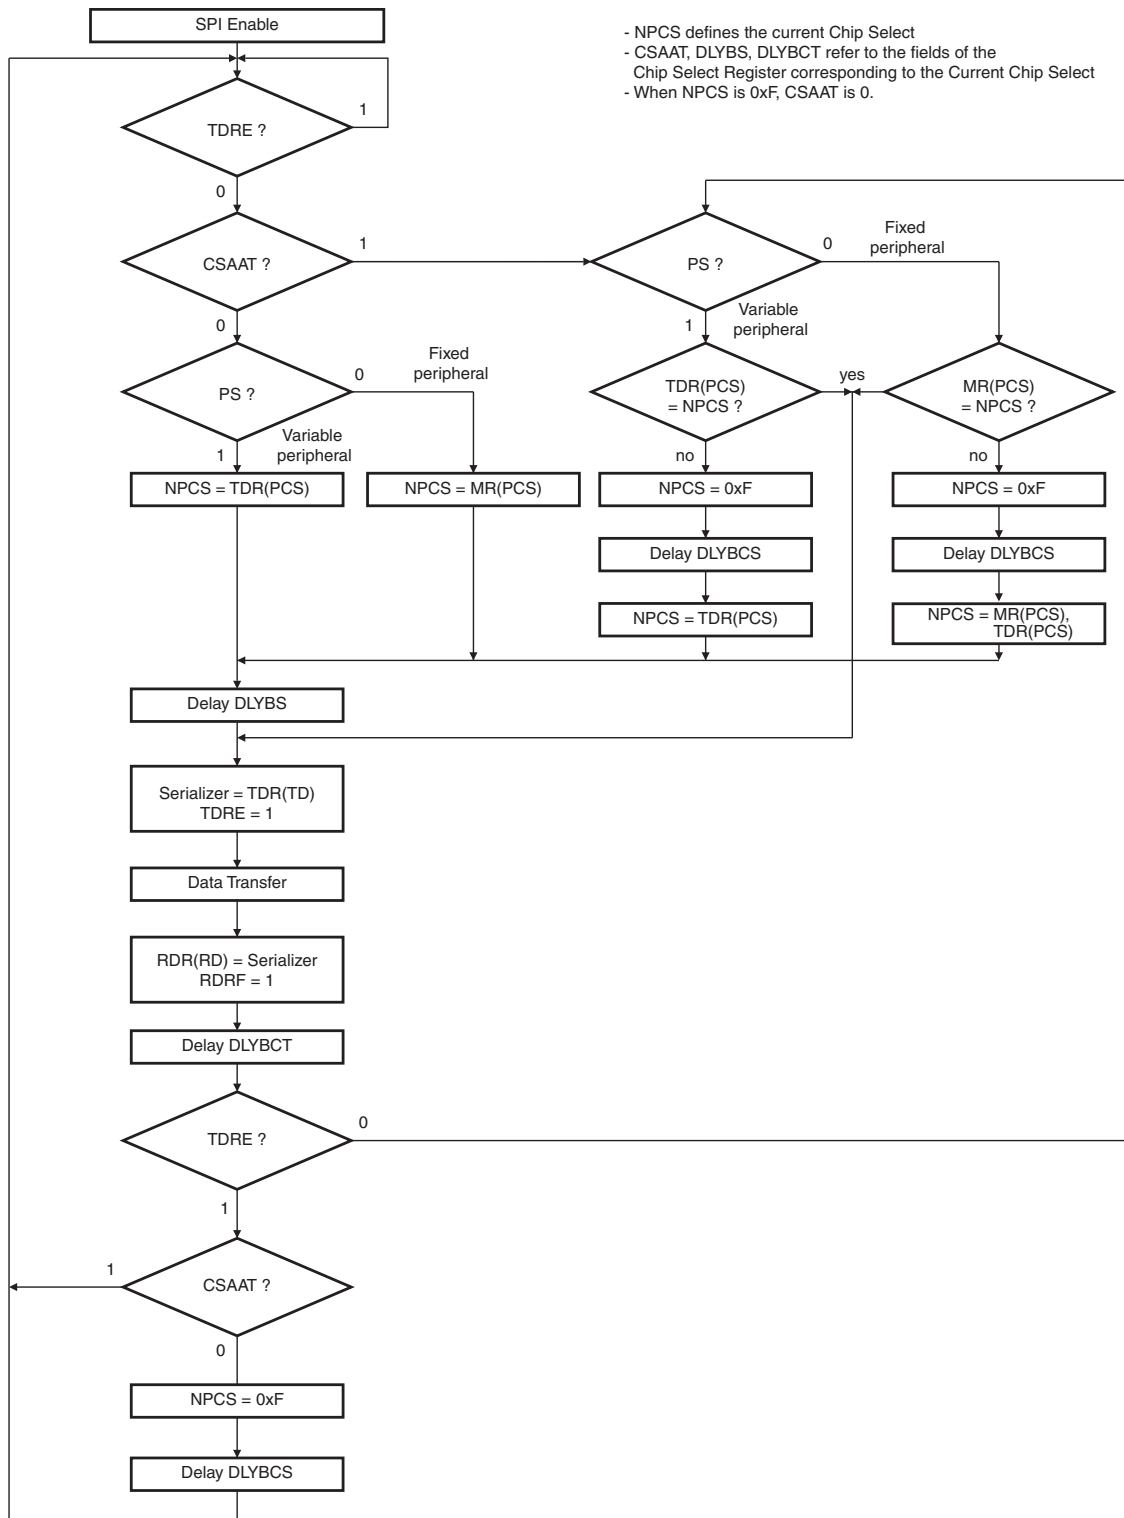 SPI Enable
- NPCS defines the current Chip Select
- CSAAT, DLYBS, DLYBCT refer to the fields of the
Chip Select Register corresponding to the Current Chip Select
- When NPCS is 0xF, CSAAT is 0.
TDRE ?
1
0
CSAAT ?
1
0
PS ?
0
Fixed
peripheral
1
Variable
peripheral
PS ?
0
Fixed
peripheral
1
Variable
peripheral
TDR(PCS)
= NPCS ?
yes
MR(PCS)
= NPCS ?
no
no
NPCS = TDR(PCS)
NPCS = MR(PCS)
NPCS = 0xF
NPCS = 0xF
Delay DLYBCS
Delay DLYBCS
NPCS = TDR(PCS)
NPCS = MR(PCS),
TDR(PCS)
Delay DLYBS
Serializer = TDR(TD)
TDRE = 1
Data Transfer
RDR(RD) = Serializer
RDRF = 1
Delay DLYBCT
TDRE ?
0
1
CSAAT ?
1
0
NPCS = 0xF
Delay DLYBCS